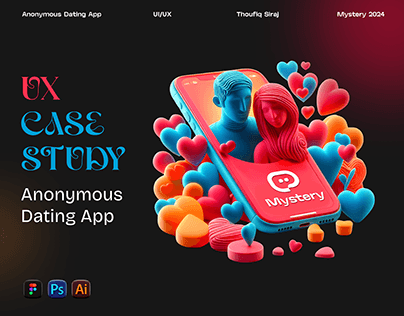 Anonymous Dating App
UI/UX
Thoufiq Siraj
Mystery 2024
UX
CASE
STUDY
Anonymous
Dating App
Mystery
Ps
Ai